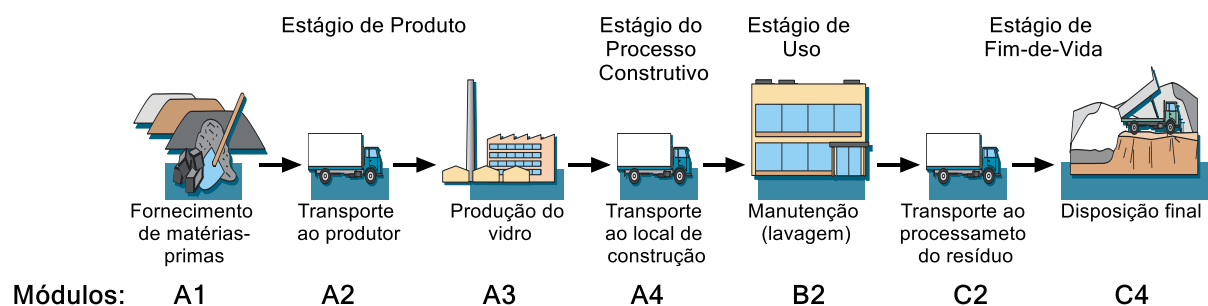 Estágio de Produto
Estágio do
Processo
Construtivo
Estágio de
Uso
Estágio de
Fim-de-Vida
Fornecimento
de matérias-
primas
Transporte
ao produtor
Produção do
vidro
Transporte
ao local de
construção
Manutenção
(lavagem)
Transporte ao
processameto
do resíduo
Disposição final
Módulos: A1 A2 A3 A4 B2 C2 C4